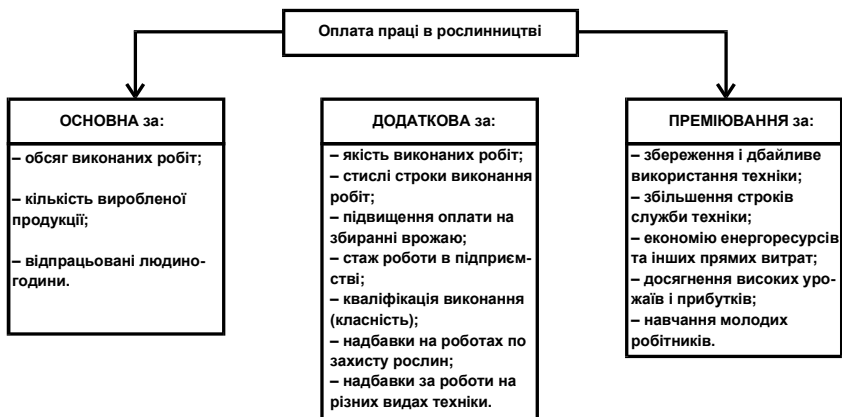 Оплата праці в рослинництві
ОСНОВНА за:
– обсяг виконаних робіт;
– кількість виробленої
продукції;
– відпрацьовані людино-
години.
ДОДАТКОВА за:
– якість виконаних робіт;
– стислі строки виконання
робіт;
– підвищення оплати на
збиранні врожаю;
– стаж роботи в підприєм-
стві;
– кваліфікація виконання
(класність);
– надбавки на роботах по
захисту рослин;
– надбавки за роботи на
різних видах техніки.
ПРЕМІЮВАННЯ за:
– збереження і дбайливе
використання техніки;
– збільшення строків
служби техніки;
– економію енергоресурсів
та інших прямих витрат;
– досягнення високих уро-
жаїв і прибутків;
– навчання молодих
робітників.